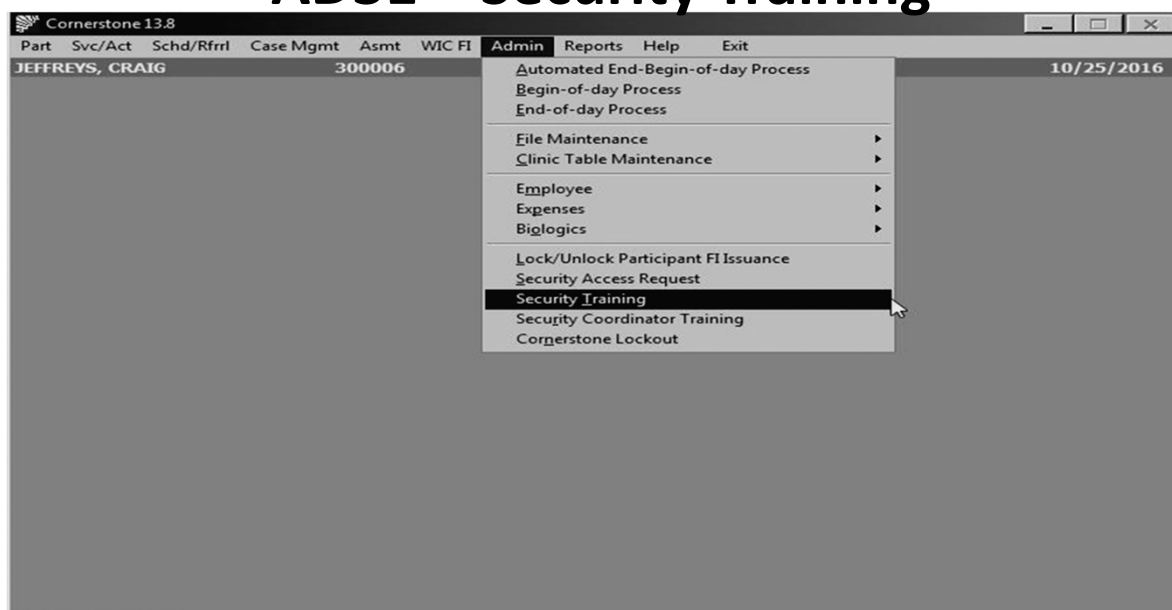 Security Training
Cornerstone 13.8
Part Svc/Act Schd/Rfrrl Case Mgmt Asmt WIC FI Admin Reports Help Exit
JEFFREYS, CRAIG 300006 10/25/2016
Automated End-Begin-of-day Process
Begin-of-day Process
End-of-day Process
File Maintenance
Clinic Table Maintenance
Employee
Expenses
Biologics
Lock/Unlock Participant FI Issuance
Security Access Request
Security Training
Security Coordinator Training
Cornerstone Lockout